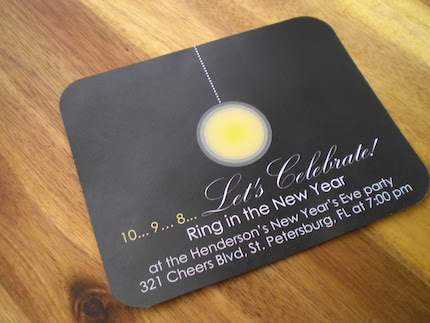 10...9...8... Let's Celebrate!
Ring in the New Year
at the Henderson's New Year's Eve party
321 Cheers Blvd, St. Petersburg, FL at 7:00 pm